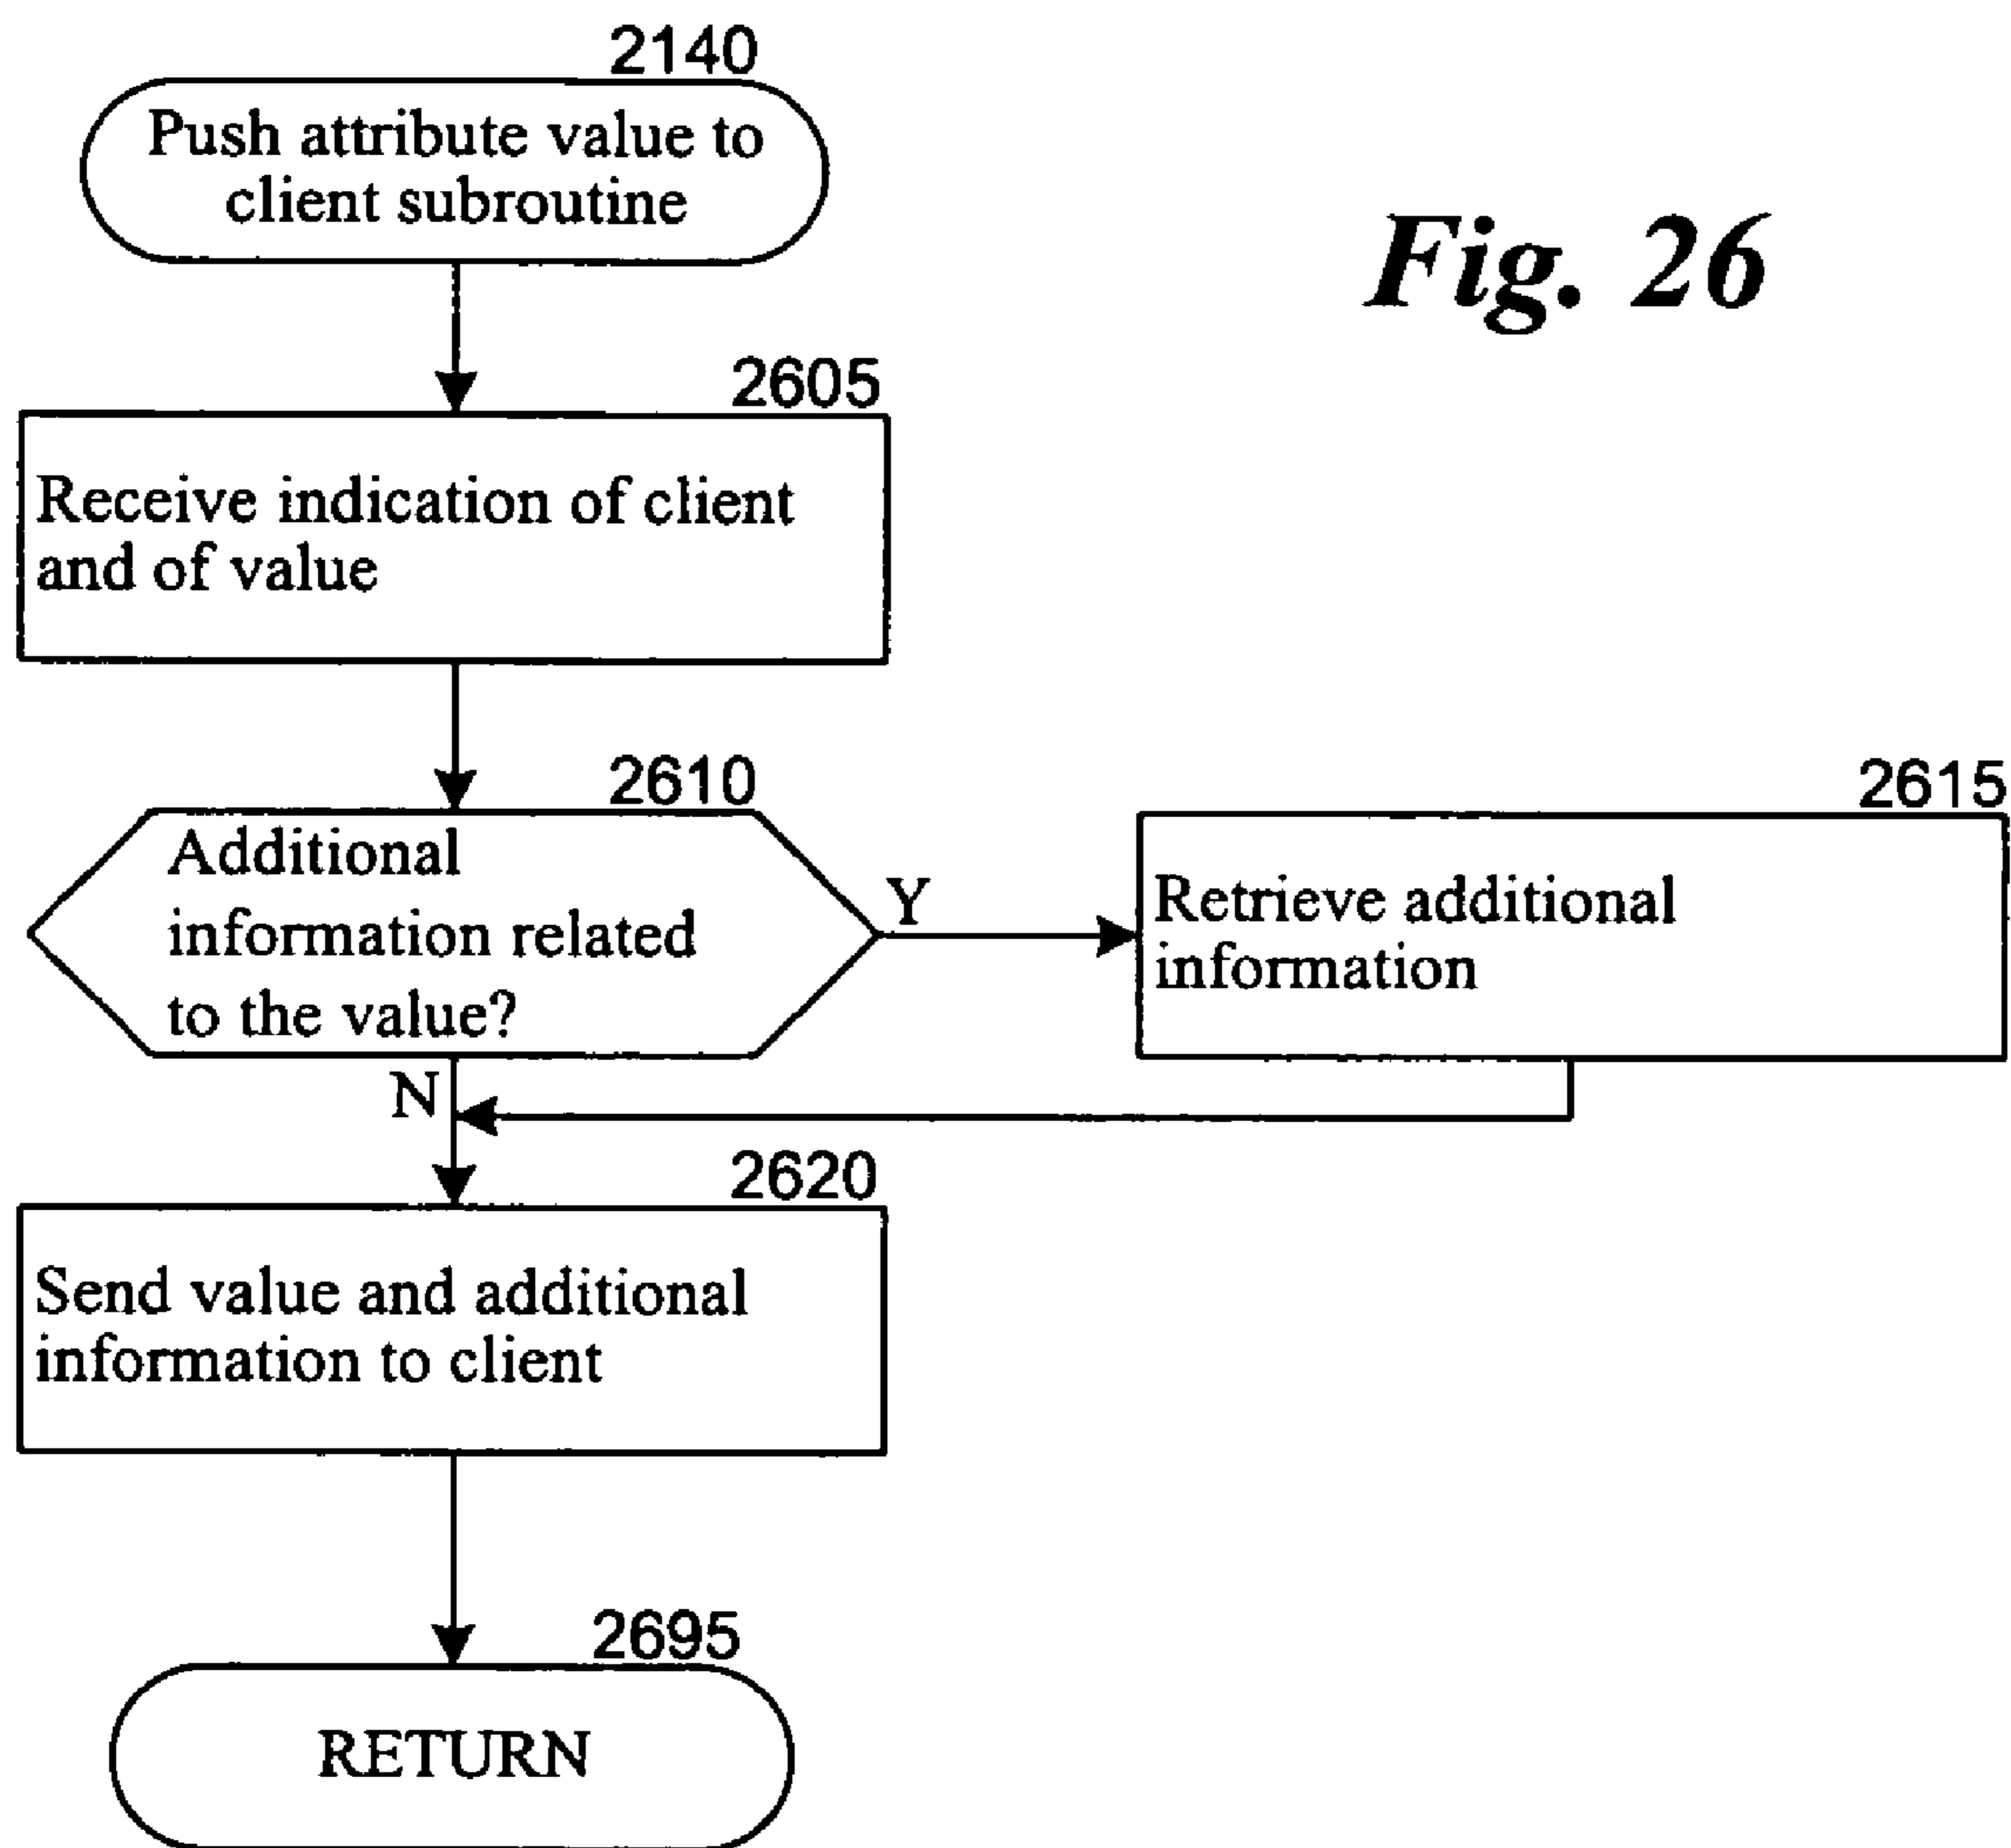 2140
Push attribute value to
client subroutine
Fig. 26
2605
Receive indication of client
and of value
2610
Additional
information related
to the value?
Y
2615
Retrieve additional
information
N
2620
Send value and additional
information to client
2695
RETURN